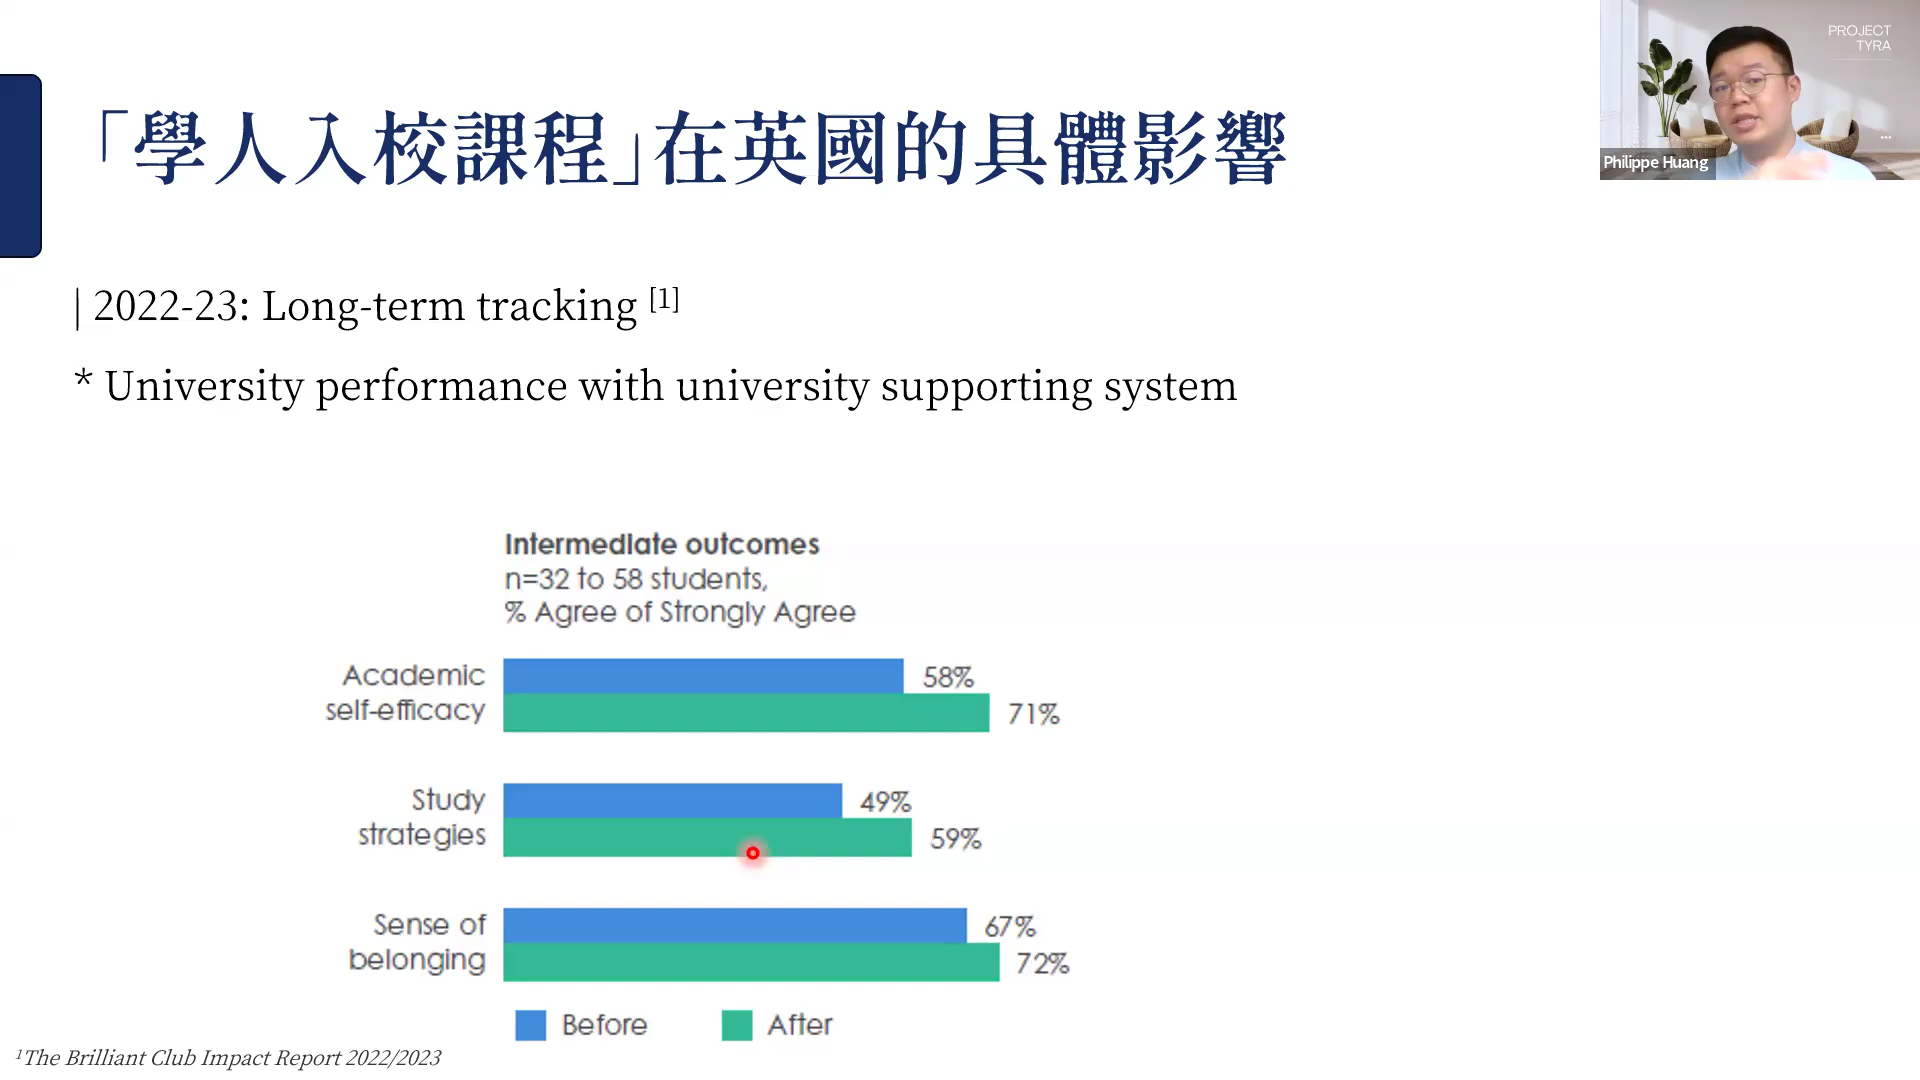 「學人入校課程」在英國的具體影響
PROJECT
TYRA
Philippe Huang
| 2022-23: Long-term tracking [1]
* University performance with university supporting system
Intermediate outcomes
n=32 to 58 students,
% Agree of Strongly Agree
Academic
self-efficacy
58%
71%
Study
strategies
49%
59%
Sense of
belonging
67%
72%
Before
After
1The Brilliant Club Impact Report 2022/2023